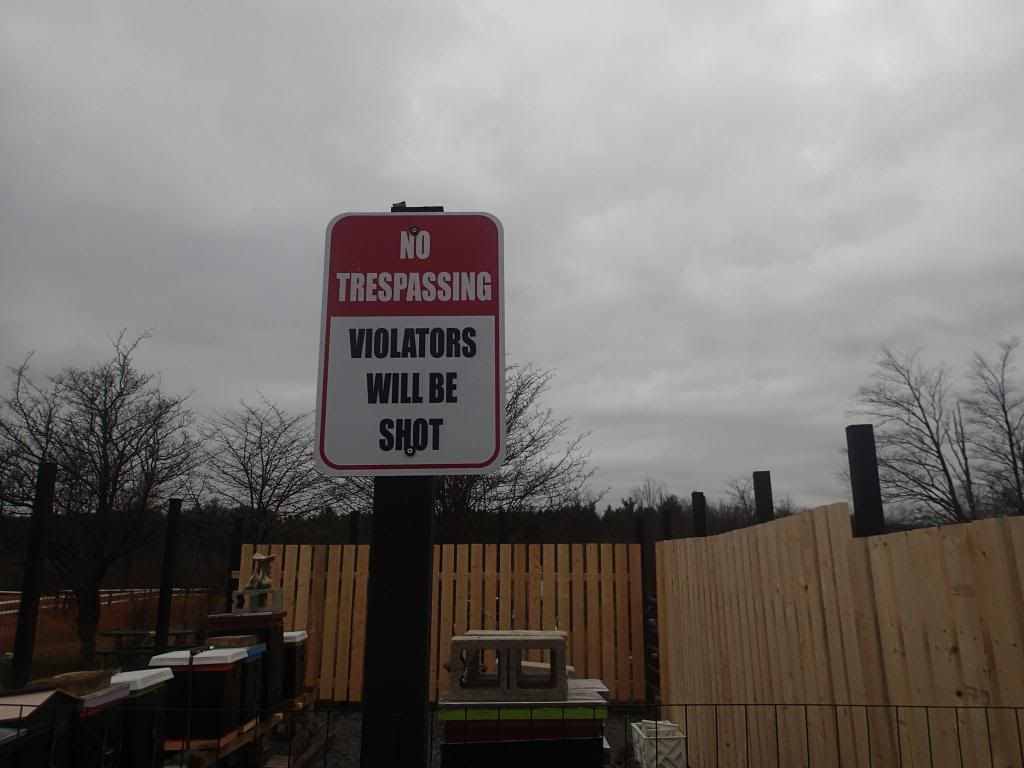 NO
TRESPASSING
VIOLATORS
WILL BE
SHOT